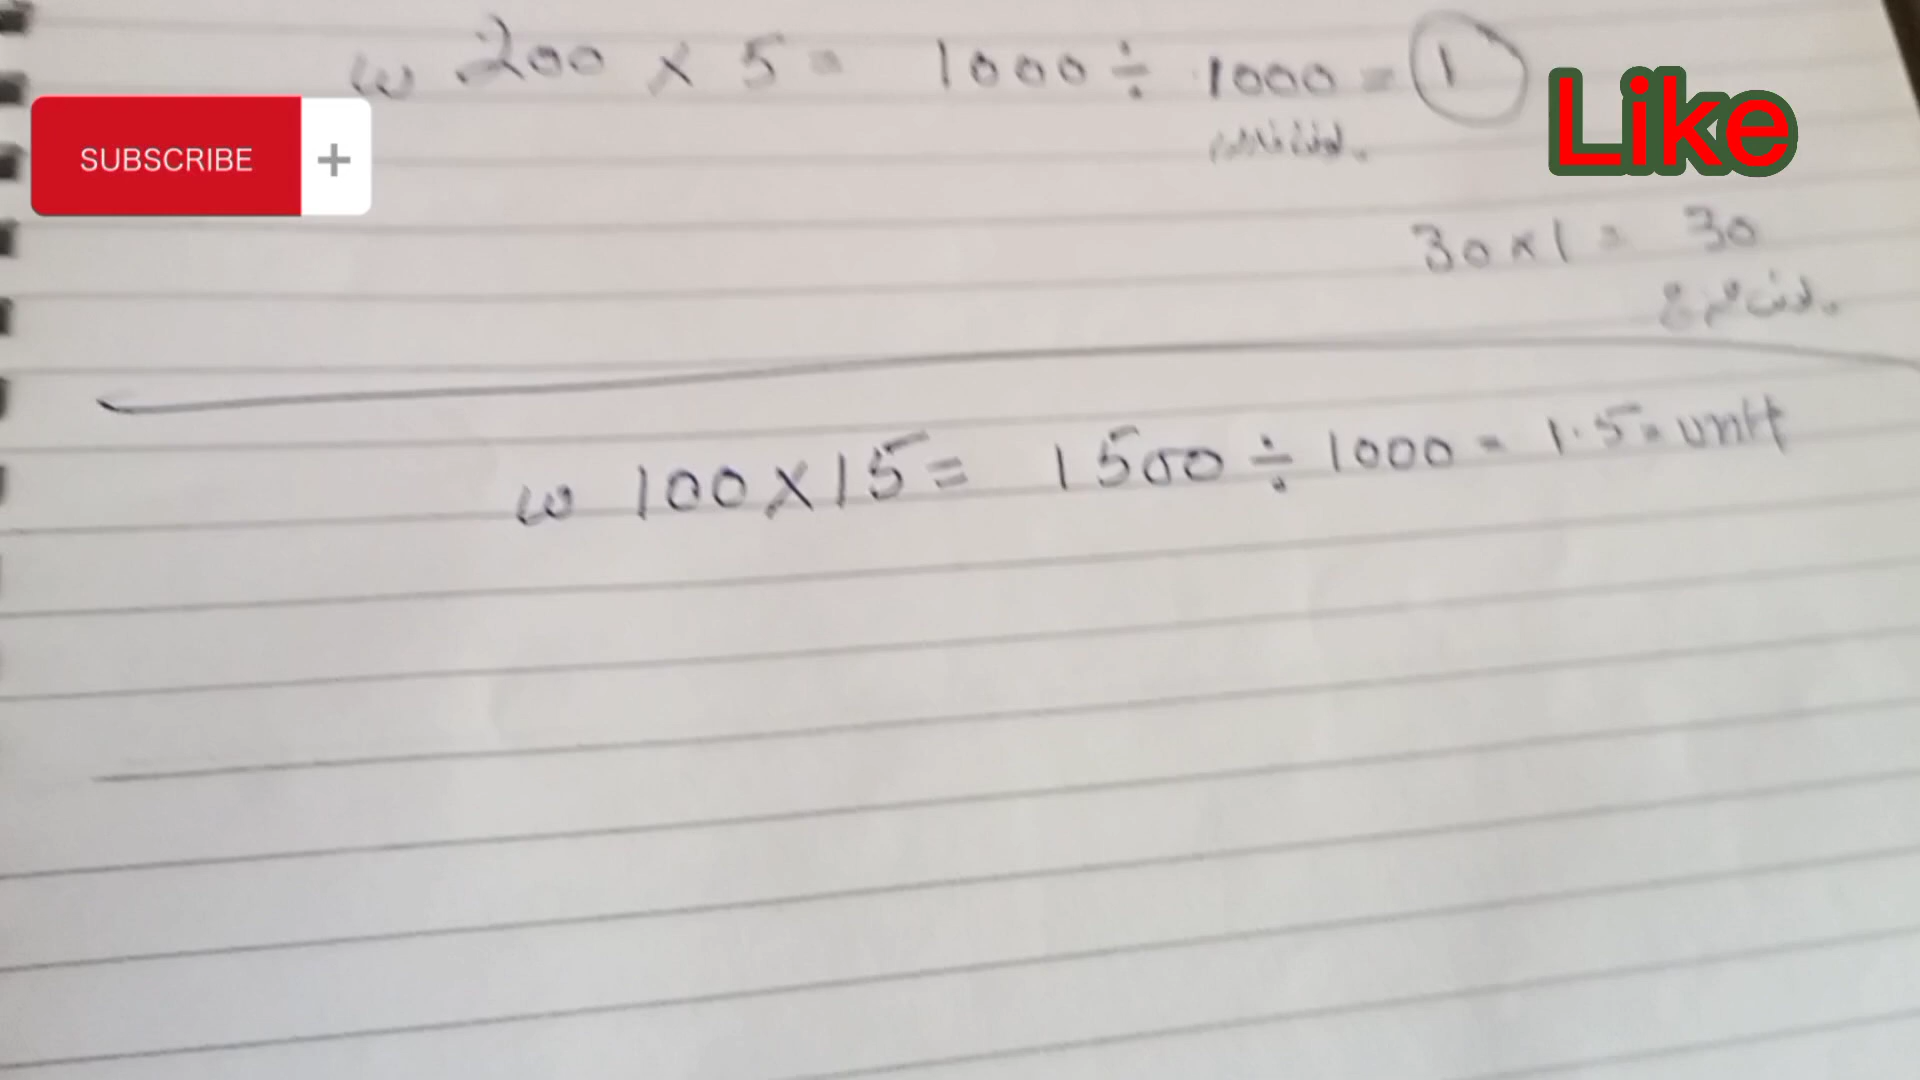 w 200 x 5 = 1000 ÷ 1000 = 1
SUBSCRIBE +
Like
30 x 1 = 30
w 100 x 15 = 1500 ÷ 1000 = 1.5 = unit